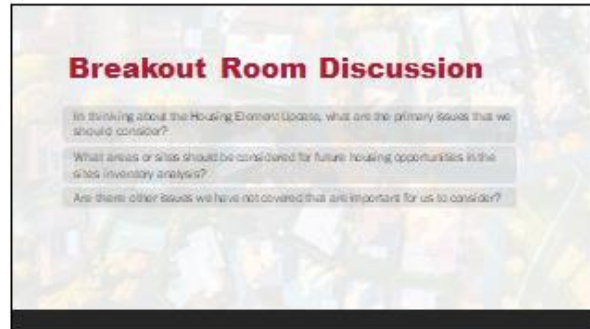 Breakout Room Discussion
In thinking about the Housing Element Update, what are the primary issues that we
should consider?
What areas or sites should be considered for future housing opportunities in the
sites inventory analysis?
Are there other issues we have not covered that are important for us to consider?